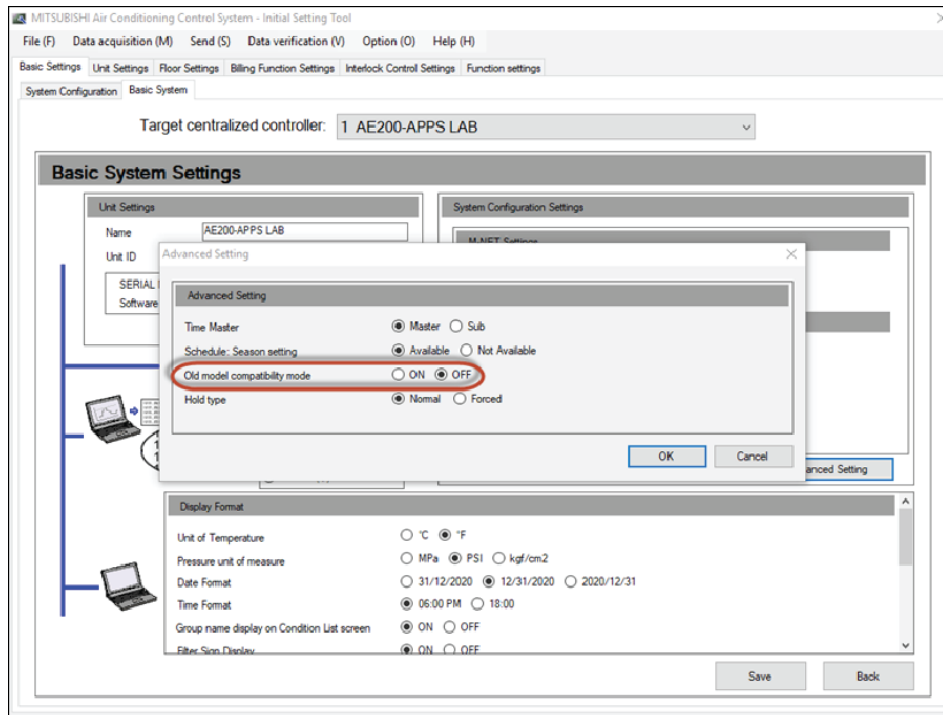 MITSUBISHI Air Conditioning Control System - Initial Setting Tool
File (F) Data acquisition (M) Send (S) Data verification (V) Option (O) Help (H)
Basic Settings Unit Settings Floor Settings Billing Function Settings Interlock Control Settings Function settings
System Configuration Basic System
Target centralized controller: 1 AE200-APPS LAB
Basic System Settings
Unit Settings System Configuration Settings
Name AE200-APPS LAB
M-NET Settings
Unit ID
Advanced Setting
SERIAL
Software
Advanced Setting
Time Master Master Sub
Schedule: Season setting Available Not Available
Old model compatibility mode ON OFF
Hold type Normal Forced
OK Cancel
anced Setting
Display Format
Unit of Temperature °C °F
Pressure unit of measure MPa PSI kgf/cm2
Date Format 31/12/2020 12/31/2020 2020/12/31
Time Format 06:00 PM 18:00
Group name display on Condition List screen ON OFF
Filter Sign Display ON OFF
Save Back